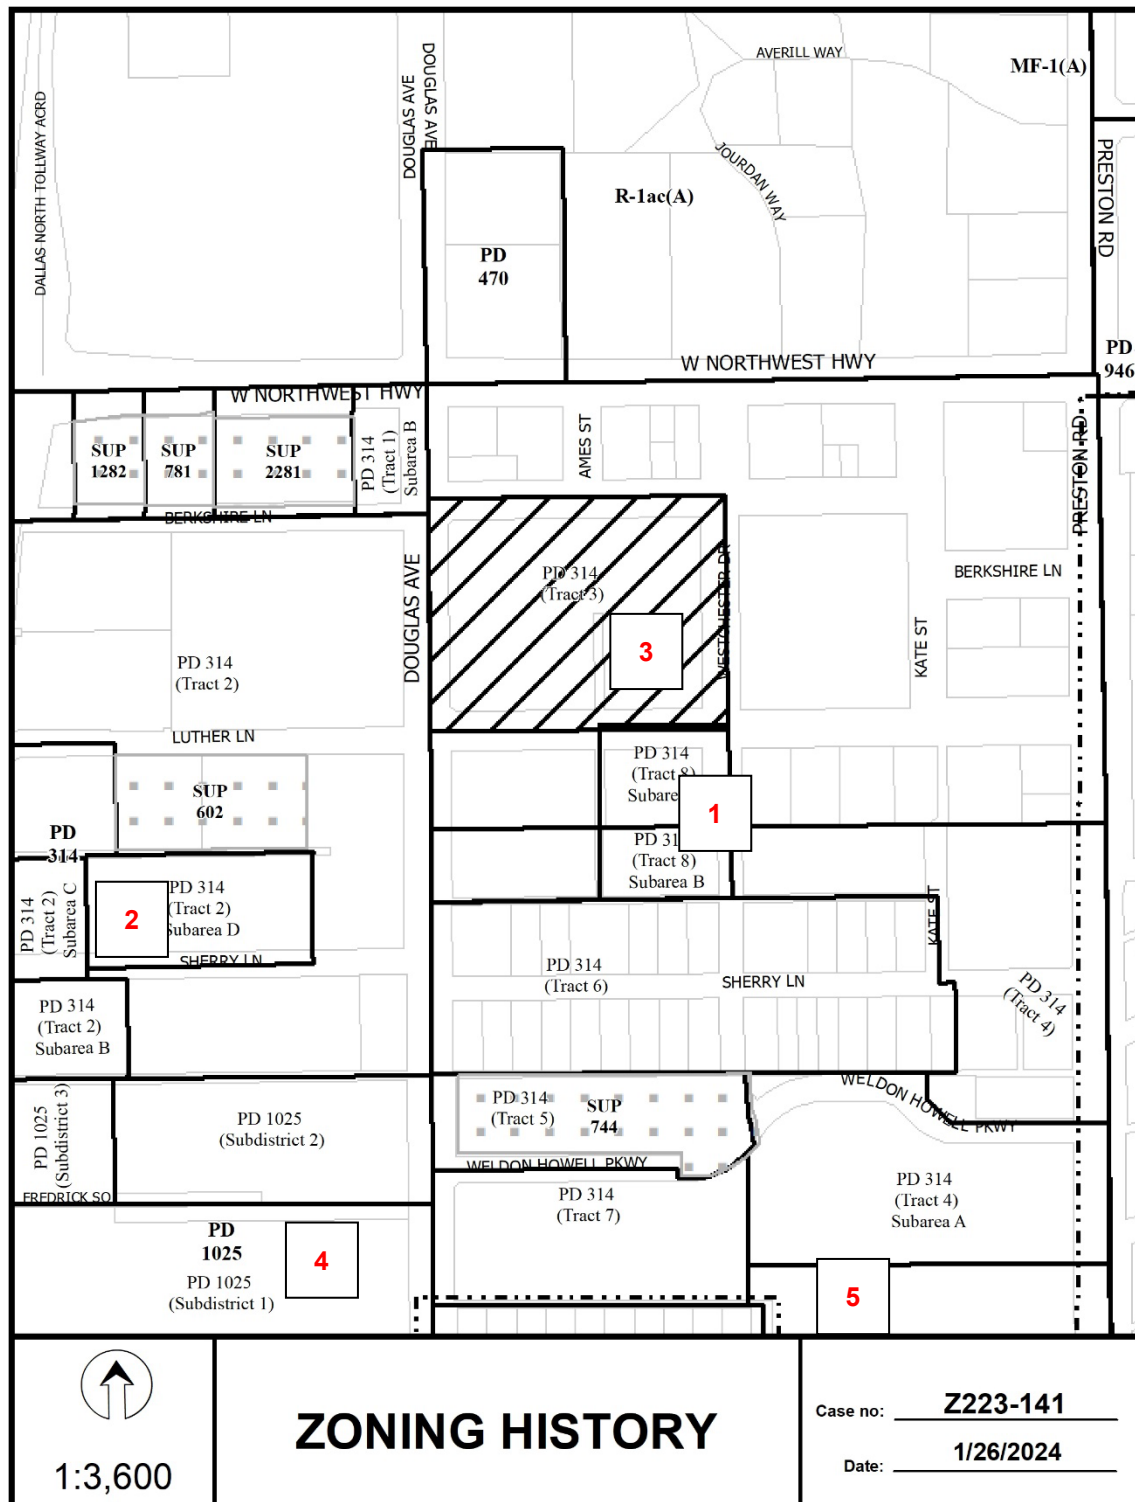 AVERILL WAY
MF-1(A)
DOUGLAS AVE
DOUGLAS AVE
DALLAS NORTH TOLLWAY ACRD
JOURDAN WAY
PRESTON RD
R-1ac(A)
PD
470
W NORTHWEST HWY
PD
946
W NORTHWEST HWY
AMES ST
PRESTON RD
SUP
1282
SUP
781
SUP
2281
PD 314
(Tract 1)
Subarea B
BERKSHIRE LN
DOUGLAS AVE
PD 314
(Tract 3)
WESTCHESTER DR
BERKSHIRE LN
KATE ST
3
PD 314
(Tract 2)
LUTHER LN
SUP
602
PD
314
PD 314
(Tract 8)
Subare
1
PD 31
(Tract 8)
Subarea B
PD 314
(Tract 2)
Subarea C
2
PD 314
(Tract 2)
Subarea D
SHERRY LN
KATE ST
PD 314
(Tract 6)
SHERRY LN
PD 314
(Tract 4)
PD 314
(Tract 2)
Subarea B
PD 1025
(Subdistrict 3)
PD 1025
(Subdistrict 2)
PD 314
(Tract 5)
SUP
744
WELDON HOWELL PKWY
WELDON HOWELL PKWY
FREDRICK SQ
PD 314
(Tract 7)
PD 314
(Tract 4)
Subarea A
PD
1025
PD 1025
(Subdistrict 1)
4
5
1:3,600
ZONING HISTORY
Case no: Z223-141
Date: 1/26/2024